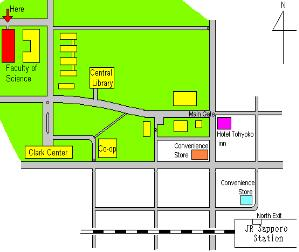 Here
N
Faculty of
Science
Central
Library
Main Gate
Hotel Tohyoko
inn
Co-op
Convenience
Store
Clark Center
Convenience
Store
North Exit
JR Sapporo
Station